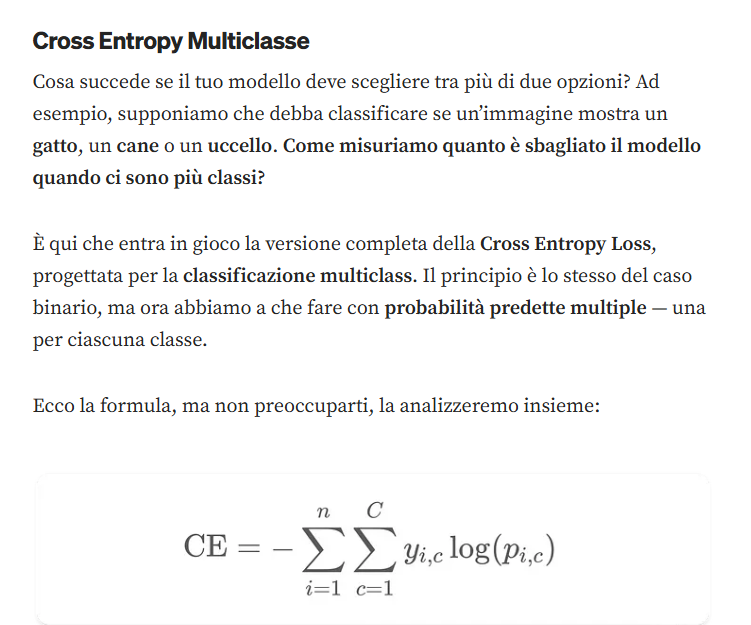 Cross Entropy Multiclasse
Cosa succede se il tuo modello deve scegliere tra più di due opzioni? Ad
esempio, supponiamo che debba classificare se un’immagine mostra un
gatto, un cane o un uccello. Come misuriamo quanto è sbagliato il modello
quando ci sono più classi?
È qui che entra in gioco la versione completa della Cross Entropy Loss,
progettata per la classificazione multiclass. Il principio è lo stesso del caso
binario, ma ora abbiamo a che fare con probabilità predette multiple — una
per ciascuna classe.
Ecco la formula, ma non preoccuparti, la analizzeremo insieme:
CE = − ∑_{i=1}^{n} ∑_{c=1}^{C} y_{i,c} log(p_{i,c})